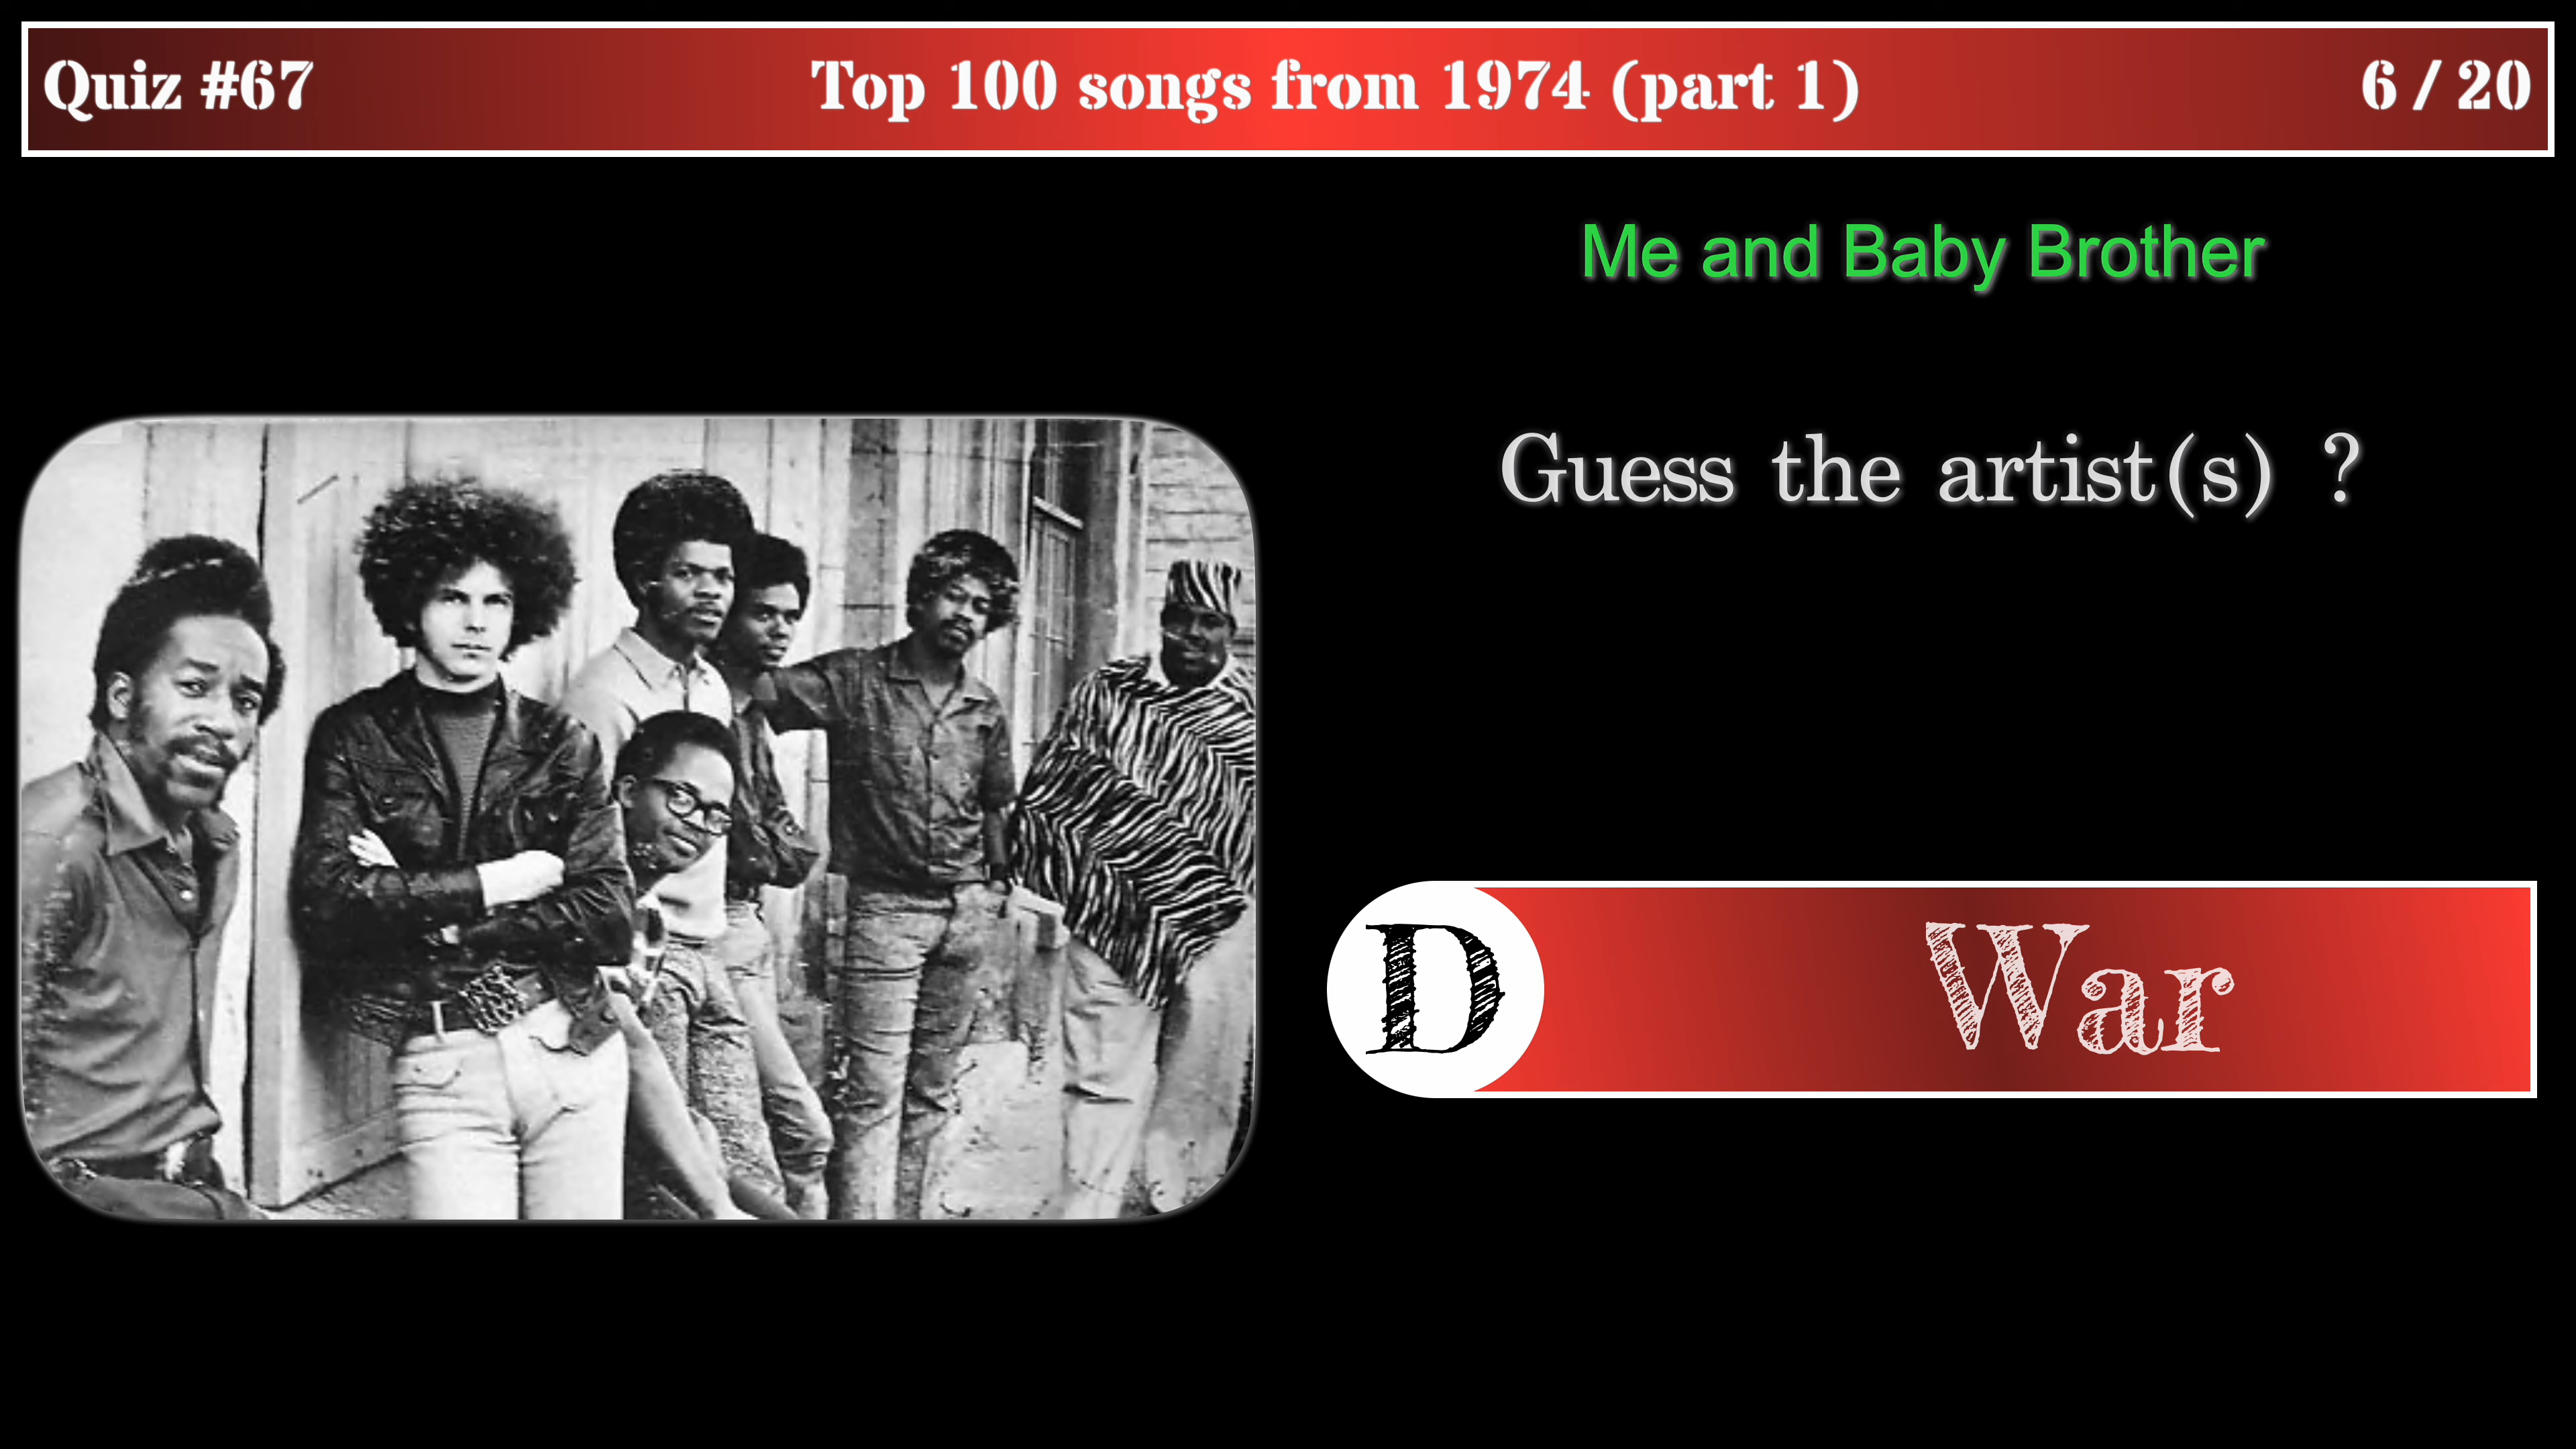 Quiz #67
Top 100 songs from 1974 (part 1)
6 / 20
Me and Baby Brother
Guess the artist(s) ?
D
War